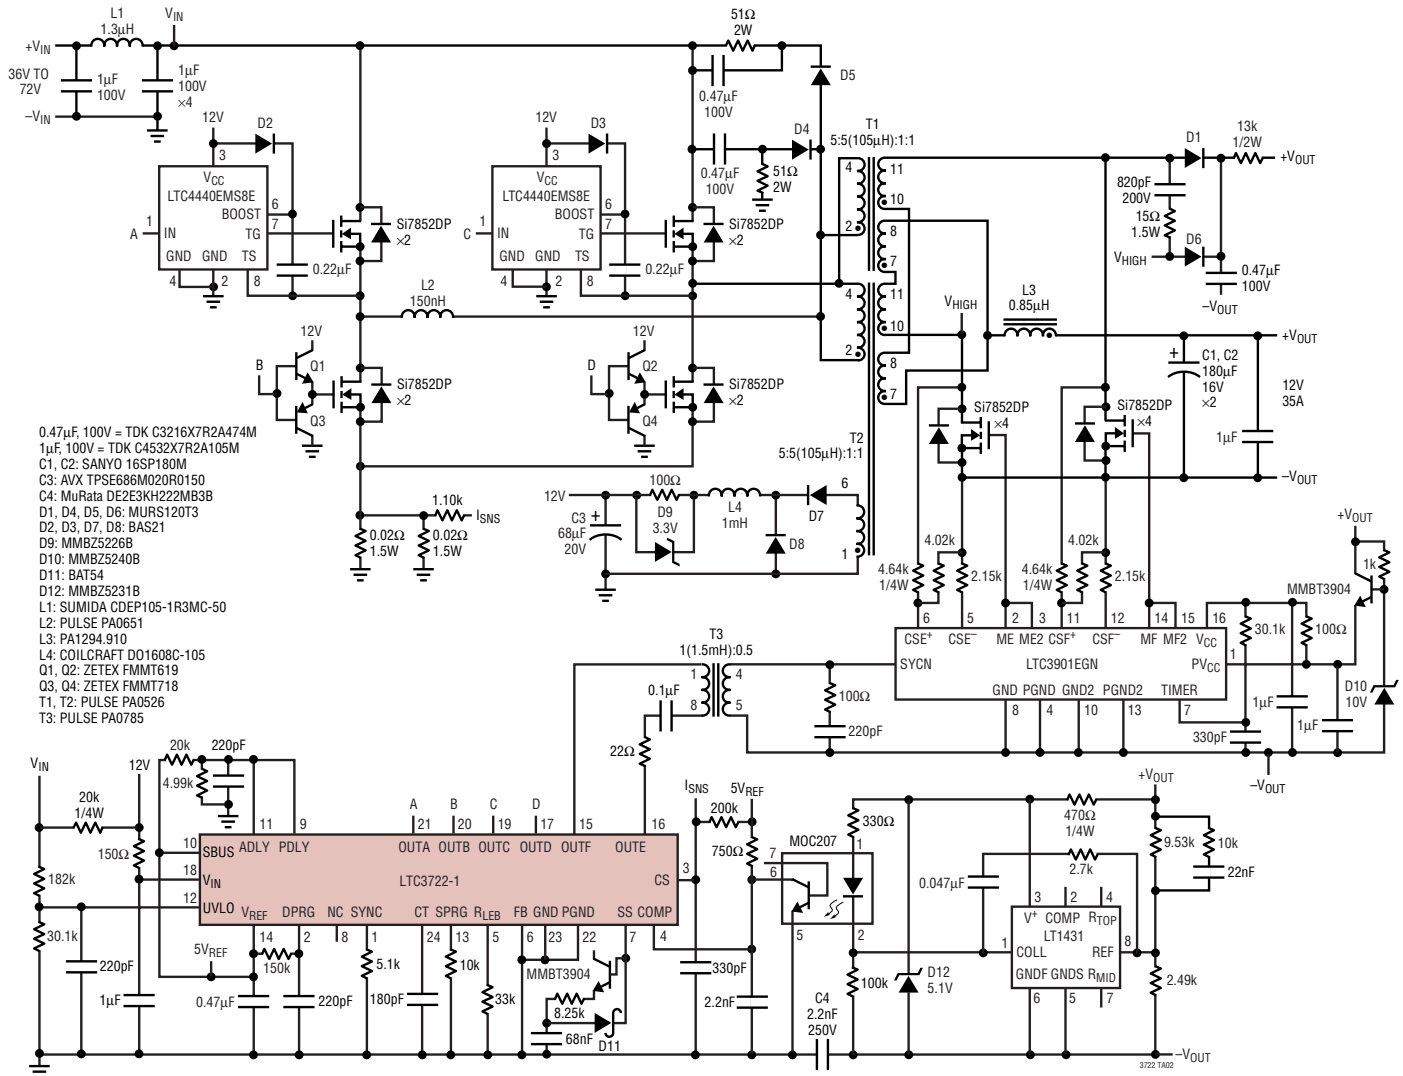 L1
1.3µH
VIN
+VIN
36V TO
72V
–VIN
1µF
100V
1µF
100V
×4
51Ω
2W
0.47µF
100V
D5
12V
D2
3
VCC
LTC4440EMS8E
BOOST
6
TG
7
A
1
IN
GND
GND
TS
4
2
8
0.22µF
Si7852DP
×2
12V
D3
3
VCC
LTC4440EMS8E
BOOST
6
TG
7
C
1
IN
GND
GND
TS
4
2
8
0.22µF
Si7852DP
×2
0.47µF
100V
D4
51Ω
2W
T1
5:5(105µH):1:1
4
2
11
10
8
7
4
2
11
10
8
7
D1
13k
1/2W
+VOUT
820pF
200V
15Ω
1.5W
VHIGH
D6
0.47µF
100V
–VOUT
L2
150nH
12V
B
Q1
Q3
Si7852DP
×2
12V
D
Q2
Q4
Si7852DP
×2
VHIGH
L3
0.85µH
+VOUT
+
C1, C2
180µF
16V
×2
12V
35A
1µF
–VOUT
Si7852DP
×4
Si7852DP
×4
T2
5:5(105µH):1:1
6
1
12V
100Ω
D9
3.3V
L4
1mH
D7
D8
C3
68µF
20V
+
1.10k
ISNS
0.02Ω
1.5W
0.02Ω
1.5W
0.47µF, 100V = TDK C3216X7R2A474M
1µF, 100V = TDK C4532X7R2A105M
C1, C2: SANYO 16SP180M
C3: AVX TPSE686M020R0150
C4: MuRata DE2E3KH222MB3B
D1, D4, D5, D6: MURS120T3
D2, D3, D7, D8: BAS21
D9: MMBZ5226B
D10: MMBZ5240B
D11: BAT54
D12: MMBZ5231B
L1: SUMIDA CDEP105-1R3MC-50
L2: PULSE PA0651
L3: PA1294.910
L4: COILCRAFT DO1608C-105
Q1, Q2: ZETEX FMMT619
Q3, Q4: ZETEX FMMT718
T1, T2: PULSE PA0526
T3: PULSE PA0785
4.64k
1/4W
4.02k
2.15k
4.64k
1/4W
4.02k
2.15k
+VOUT
1k
MMBT3904
D10
10V
30.1k
100Ω
6
5
2
3
11
12
14
15
16
CSE+
CSE–
ME
ME2
CSF+
CSF–
MF
MF2
VCC
SYCN
LTC3901EGN
PVCC
1
GND
PGND
GND2
PGND2
TIMER
8
4
10
13
7
330pF
1µF
1µF
–VOUT
T3
1(1.5mH):0.5
1
8
4
5
0.1µF
22Ω
100Ω
220pF
VIN
20k
1/4W
12V
150Ω
20k
4.99k
220pF
182k
30.1k
220pF
1µF
5VREF
A
B
C
D
11
9
21
20
19
17
15
16
10
SBUS
ADLY
PDLY
OUTA
OUTB
OUTC
OUTD
OUTF
OUTE
18
VIN
LTC3722-1
CS
3
12
UVLO
VREF
DPRG
NC
SYNC
CT
SPRG
RLEB
FB
GND
PGND
SS
COMP
14
2
8
1
24
13
5
6
23
22
7
4
150k
0.47µF
220pF
5.1k
180pF
10k
33k
MMBT3904
8.25k
68nF
D11
ISNS
200k
5VREF
750Ω
330pF
2.2nF
MOC207
7
6
5
1
2
330Ω
100k
C4
2.2nF
250V
D12
5.1V
0.047µF
2.7k
+VOUT
470Ω
1/4W
9.53k
10k
22nF
3
2
4
V+
COMP
RTOP
LT1431
1
COLL
REF
8
GNDF
GNDS
RMID
6
5
7
2.49k
–VOUT
3722 TA02